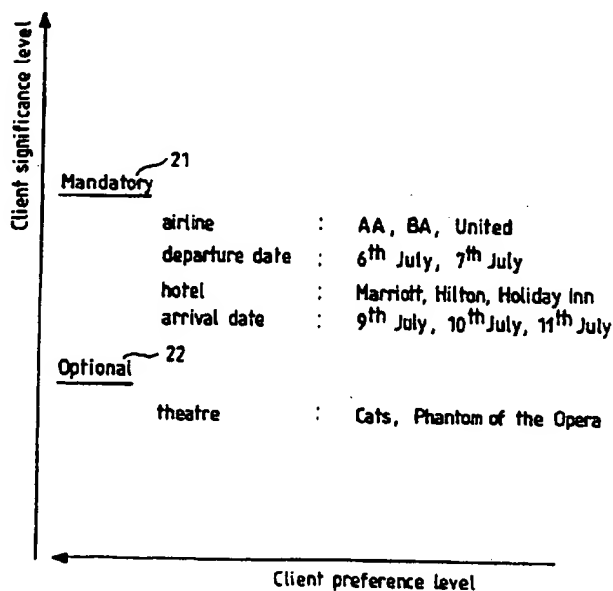 Client significance level
Mandatory 21
airline : AA, BA, United
departure date : 6th July, 7th July
hotel : Marriott, Hilton, Holiday Inn
arrival date : 9th July, 10th July, 11th July
Optional 22
theatre : Cats, Phantom of the Opera
Client preference level